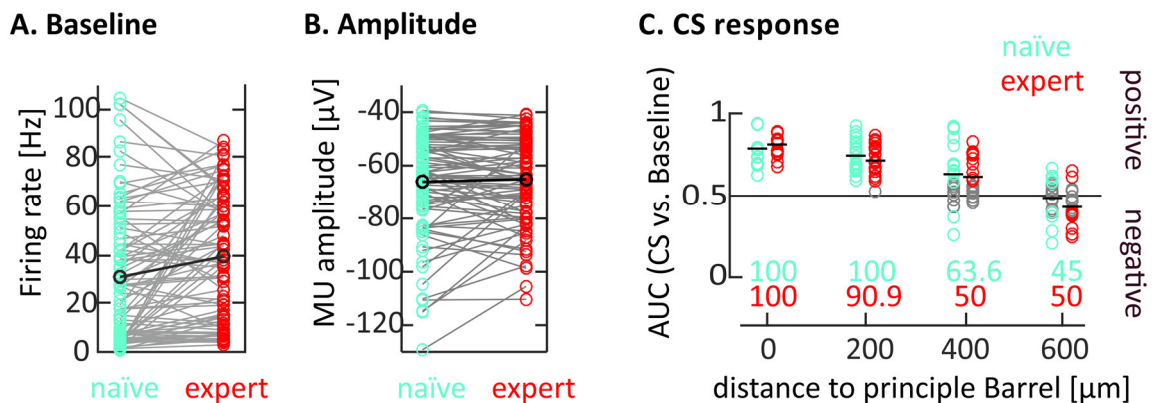 A. Baseline
Firing rate [Hz]
100
80
60
40
20
0
naïve
expert
B. Amplitude
MU amplitude [µV]
-40
-60
-80
-100
-120
naïve
expert
C. CS response
naïve
expert
positive
negative
AUC (CS vs. Baseline)
1
0.5
0
100 100 63.6 45
100 90.9 50 50
0 200 400 600
distance to principle Barrel [µm]